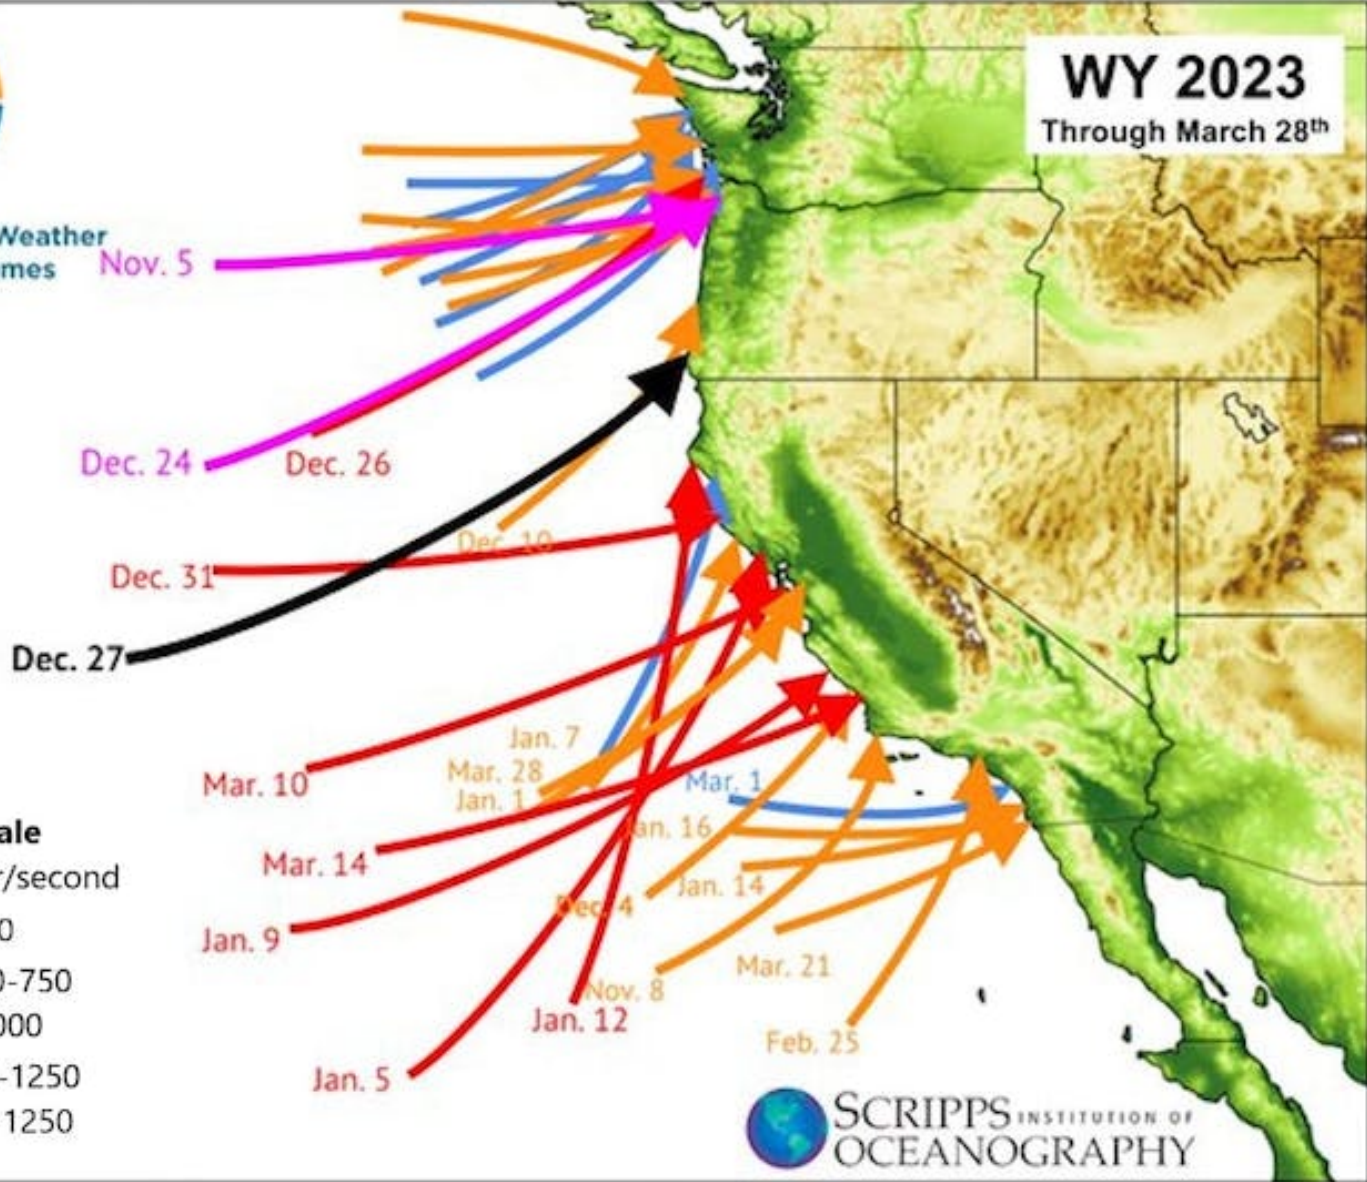 WY 2023
Through March 28th
Weather
mes
Nov. 5
Dec. 24
Dec. 26
Dec. 10
Dec. 31
Dec. 27
Jan. 7
Mar. 28
Jan. 1
Mar. 10
Mar. 1
Jan. 16
Mar. 14
Jan. 14
Dec. 4
Jan. 9
Mar. 21
Nov. 8
Jan. 12
Feb. 25
Jan. 5
ale
r/second
0
0-750
000
-1250
1250
SCRIPPS INSTITUTION OF
OCEANOGRAPHY